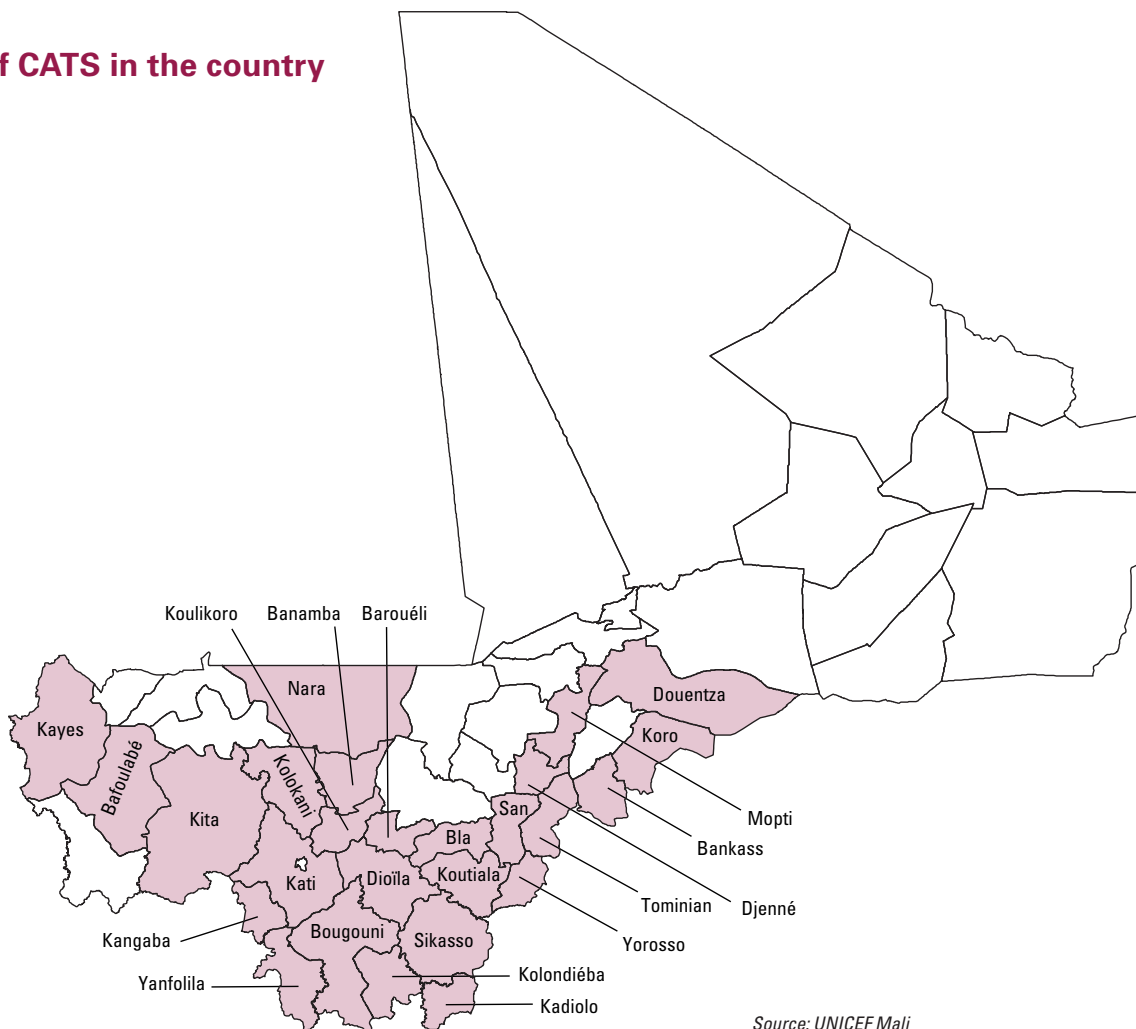 f CATS in the country
Koulikoro
Banamba
Barouéli
Nara
Kayes
Bafoulabé
Kita
Kolokani
Douentza
Koro
San
Bla
Mopti
Bankass
Kati
Dioïla
Koutiala
Tominian
Djenné
Kangaba
Bougouni
Sikasso
Yorosso
Yanfolila
Kolondiéba
Kadiolo
Source: UNICEF Mali